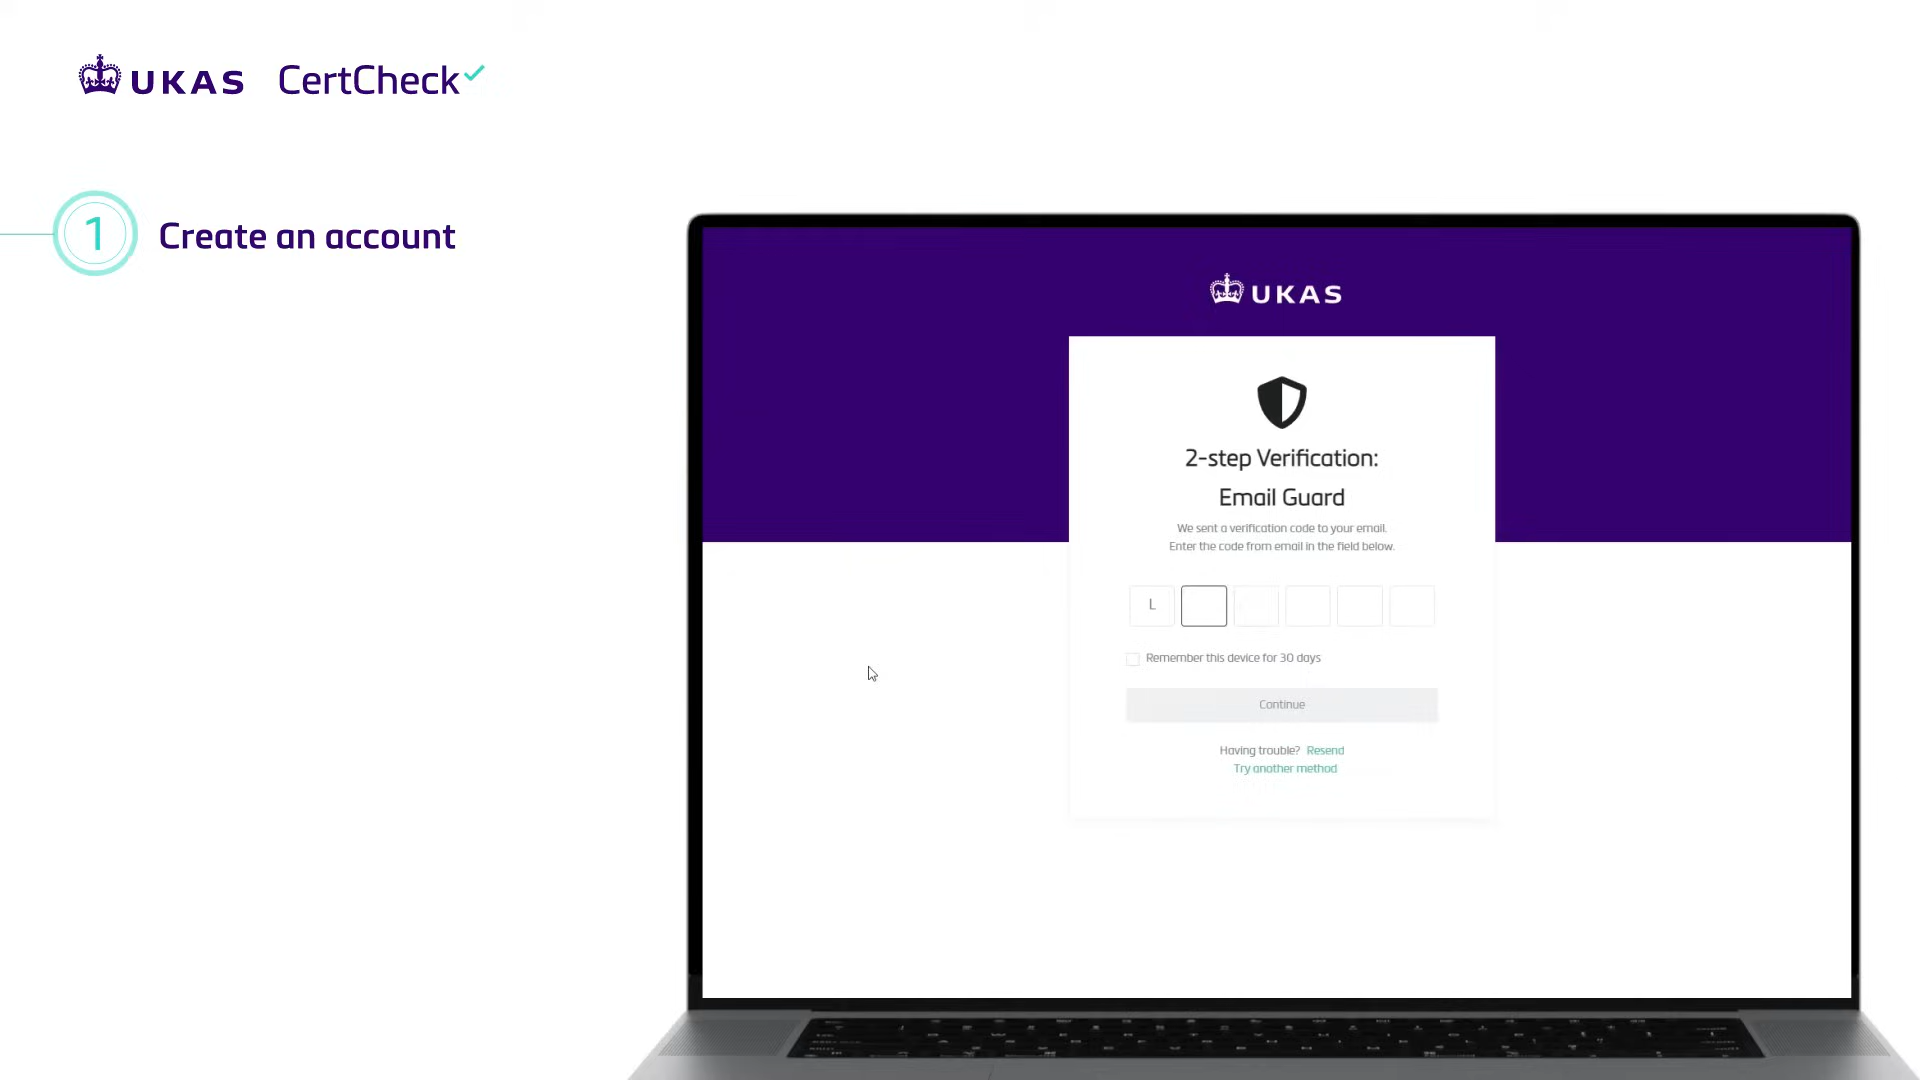 UKAS CertCheck
1 Create an account
UKAS
2-step Verification:
Email Guard
We sent a verification code to your email.
Enter the code from email in the field below.
L
Remember this device for 30 days
Continue
Having trouble? Resend
Try another method